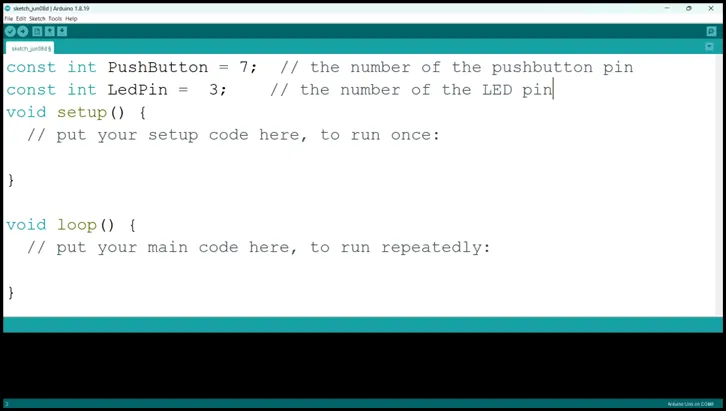 sketch_jun08d | Arduino 1.8.19
File Edit Sketch Tools Help
sketch_jun08d §
const int PushButton = 7;  // the number of the pushbutton pin
const int LedPin =  3;    // the number of the LED pin
void setup() {
  // put your setup code here, to run once:
}
void loop() {
  // put your main code here, to run repeatedly:
}
2
Arduino Uno on COM4